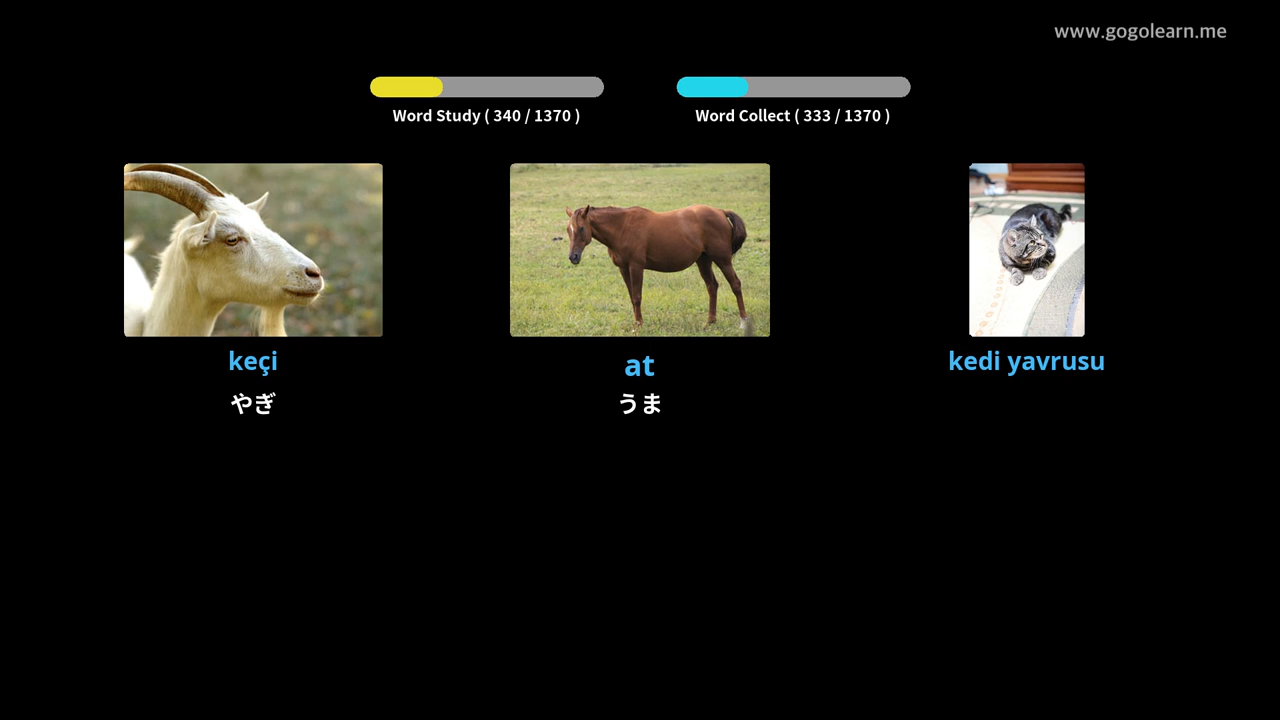 www.gogolearn.me
Word Study ( 340 / 1370 )
Word Collect ( 333 / 1370 )
keçi
at
kedi yavrusu
やぎ
うま